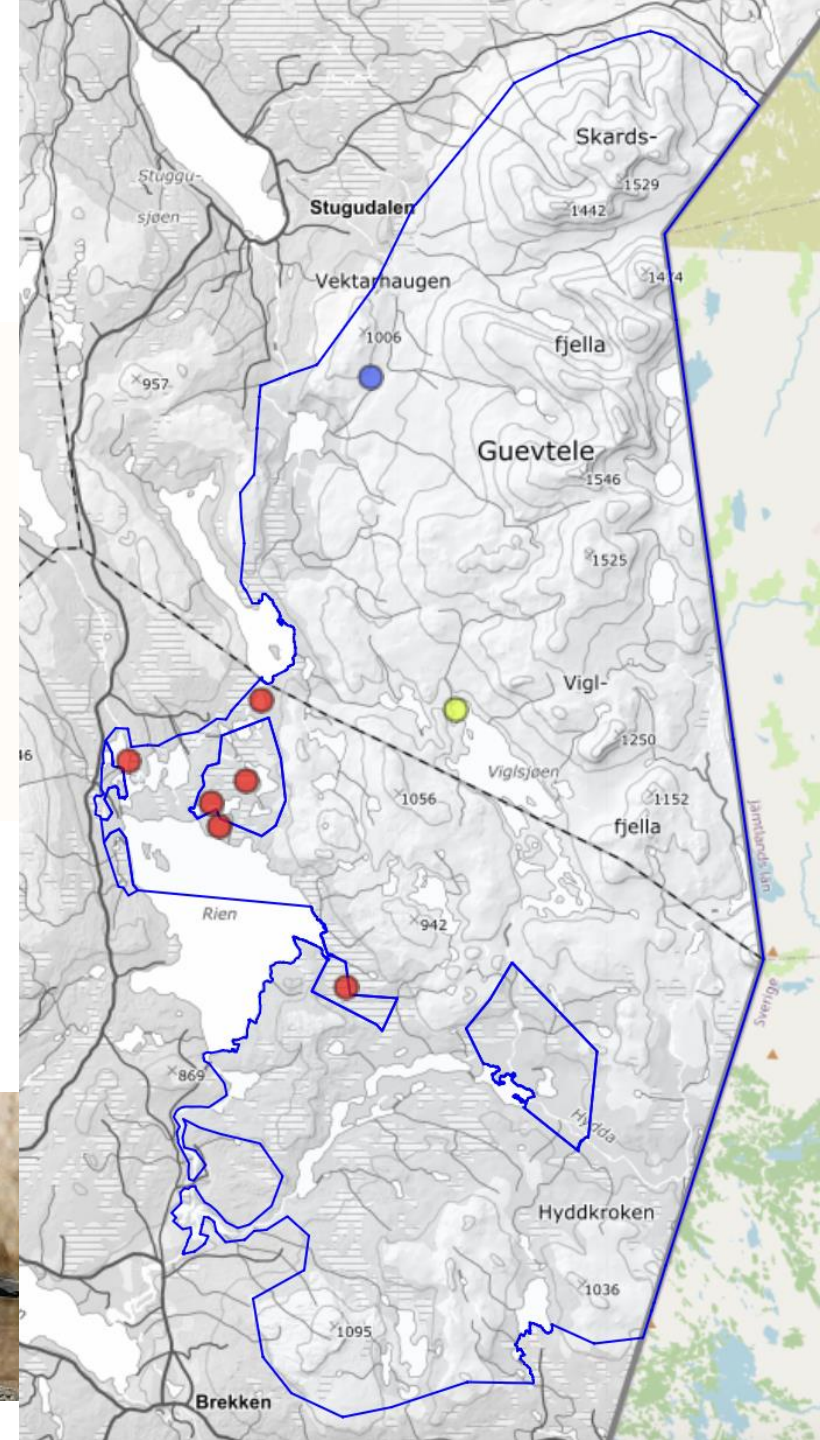 Skards-
1529
1442
Stuggu-
sjøen
Stugudalen
Vektarhaugen
1474
1006
fjella
957
Guevtele
1546
1525
Vigl-
1250
46
Viglsjøen
1056
1152
fjella
Jämtlands län
Rien
942
Sverige
869
Hydda
Hyddkroken
1036
1095
Brekken